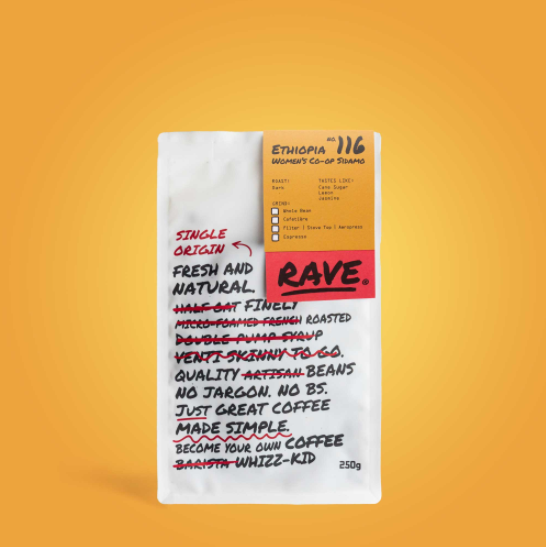 ETHIOPIA NO. 116
WOMEN'S CO-OP SIDAMO
ROAST:
Dark
TASTES LIKE:
Cane Sugar
Lemon
Jasmine
GRIND:
Whole Bean
Cafetière
Filter | Stove Top | Aeropress
Espresso
RAVE.
SINGLE
ORIGIN
FRESH AND
NATURAL.
HALF OAT FINELY
MICRO-FOAMED FRENCH ROASTED
DOUBLE PUMP SYRUP
VENTI SKINNY TO GO.
QUALITY ARTISAN BEANS
NO JARGON. NO BS.
JUST GREAT COFFEE
MADE SIMPLE.
BECOME YOUR OWN COFFEE
BARISTA WHIZZ-KID
250g